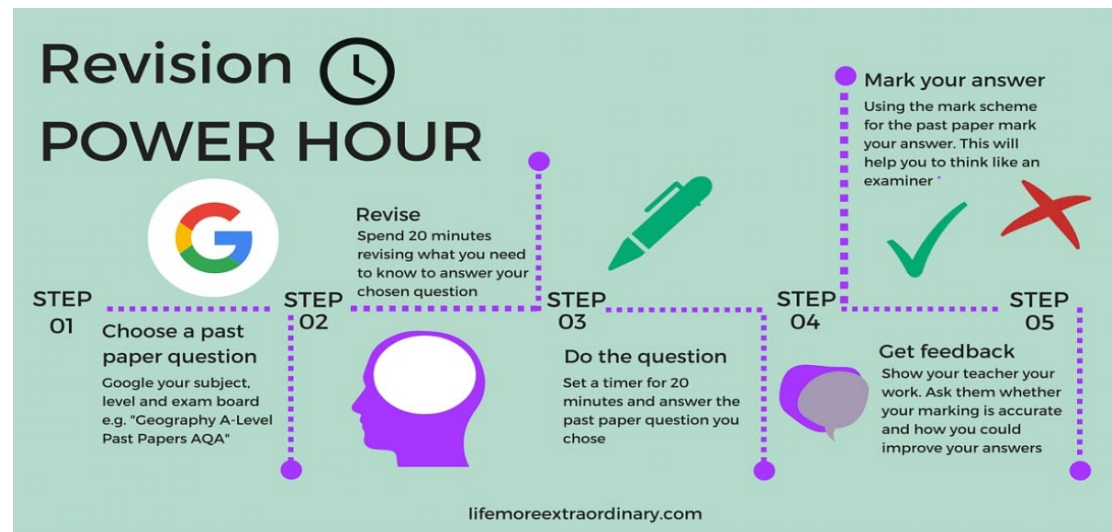 Revision
POWER HOUR
STEP
01
Choose a past
paper question
Google your subject,
level and exam board
e.g. "Geography A-Level
Past Papers AQA"
STEP
02
Revise
Spend 20 minutes
revising what you need
to know to answer your
chosen question
STEP
03
Do the question
Set a timer for 20
minutes and answer the
past paper question you
chose
STEP
04
Mark your answer
Using the mark scheme
for the past paper mark
your answer. This will
help you to think like an
examiner
STEP
05
Get feedback
Show your teacher your
work. Ask them whether
your marking is accurate
and how you could
improve your answers
lifemoreextraordinary.com